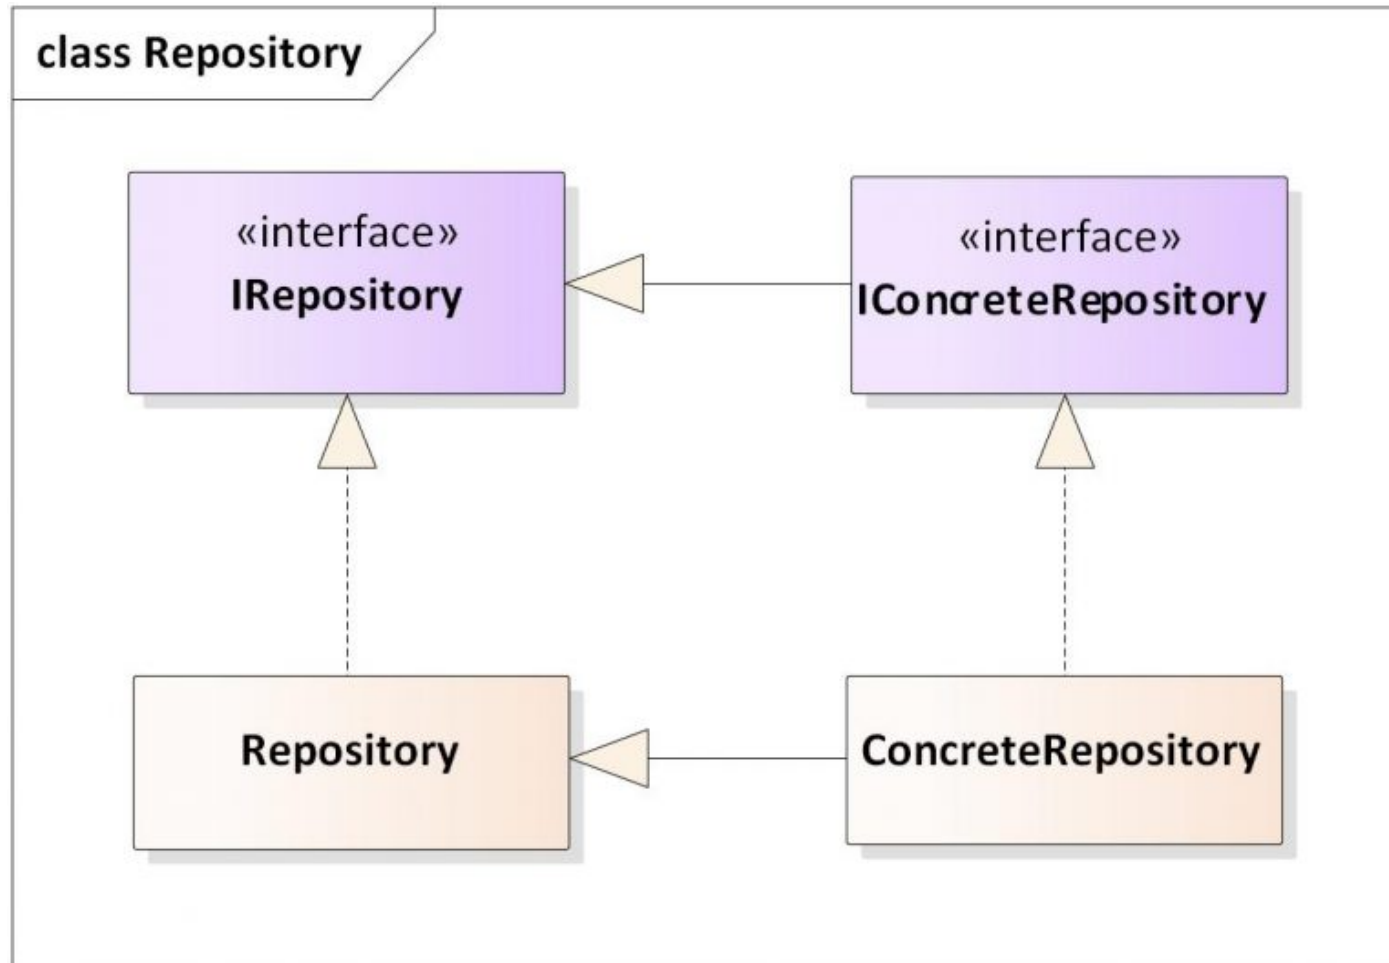 class Repository
«interface»
IRepository
«interface»
IConcreteRepository
Repository
ConcreteRepository